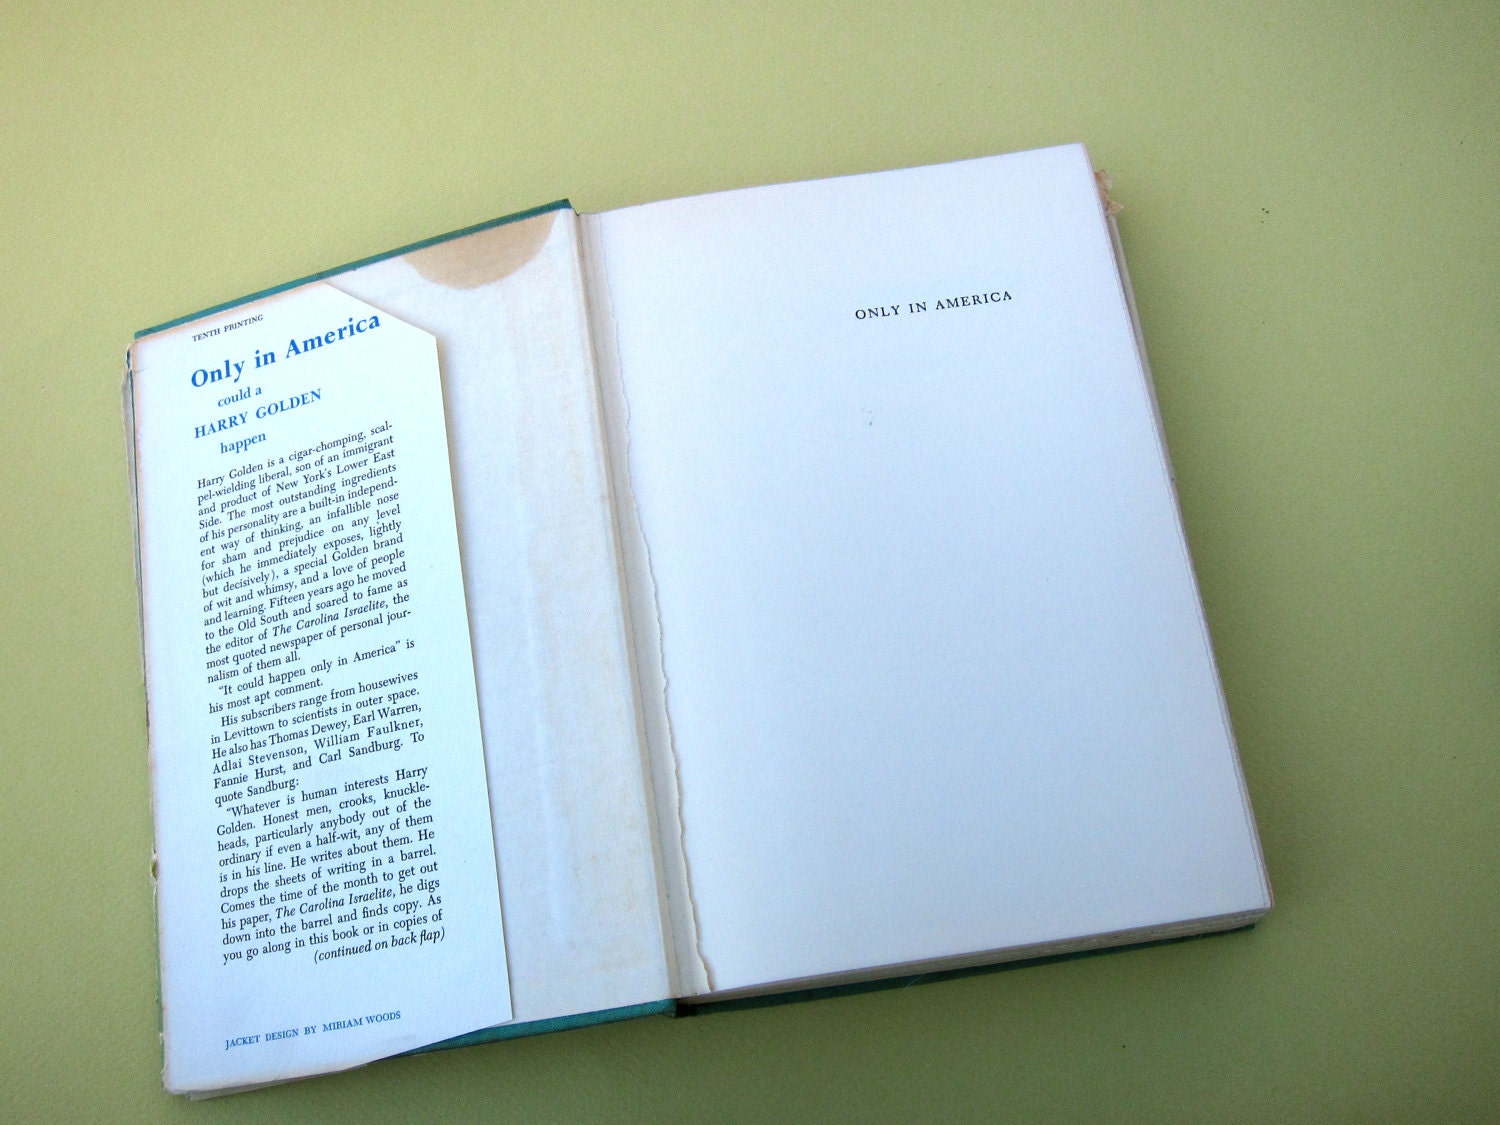 TENTH PRINTING
Only in America
could a
HARRY GOLDEN
happen
Harry Golden is a cigar-chomping, scal-
pel-wielding liberal, son of an immigrant
and product of New York's Lower East
Side. The most outstanding ingredients
of his personality are a built-in independ-
ent way of thinking, an infallible nose
for sham and prejudice on any level
(which he immediately exposes, lightly
but decisively), a special Golden brand
of wit and whimsy, and a love of people
and learning. Fifteen years ago he moved
to the Old South and soared to fame as
the editor of The Carolina Israelite, the
most quoted newspaper of personal jour-
nalism of them all.
"It could happen only in America" is
his most apt comment.
His subscribers range from housewives
in Levittown to scientists in outer space.
He also has Thomas Dewey, Earl Warren,
Adlai Stevenson, William Faulkner,
Fannie Hurst, and Carl Sandburg. To
quote Sandburg:
"Whatever is human interests Harry
Golden. Honest men, crooks, knuckle-
heads, particularly anybody out of the
ordinary if even a half-wit, any of them
is in his line. He writes about them. He
drops the sheets of writing in a barrel.
Comes the time of the month to get out
his paper, The Carolina Israelite, he digs
down into the barrel and finds copy. As
you go along in this book or in copies of
(continued on back flap)
JACKET DESIGN BY MIRIAM WOODS
ONLY IN AMERICA